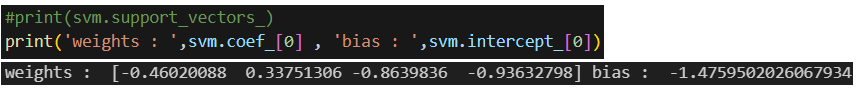 #print(svm.support_vectors_)
print('weights : ',svm.coef_[0] , 'bias : ',svm.intercept_[0])
weights :  [-0.46020088  0.33751306 -0.8639836  -0.93632798] bias :  -1.4759502026067934